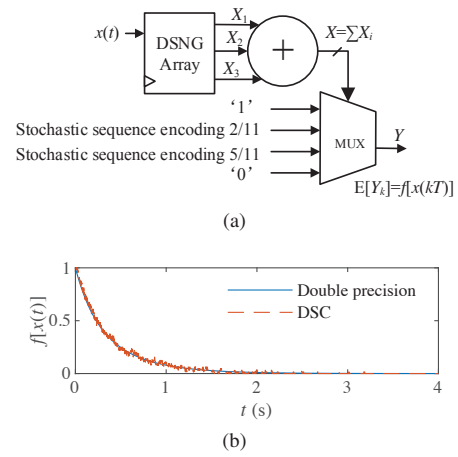 x(t)
DSNG
Array
X₁
X₂
X₃
+
X=∑Xᵢ
‘1’
Stochastic sequence encoding 2/11
Stochastic sequence encoding 5/11
‘0’
MUX
Y
E[Yₖ]=f[x(kT)]
(a)
f[x(t)]
1
0.5
0
Double precision
DSC
0 1 2 3 4
t (s)
(b)